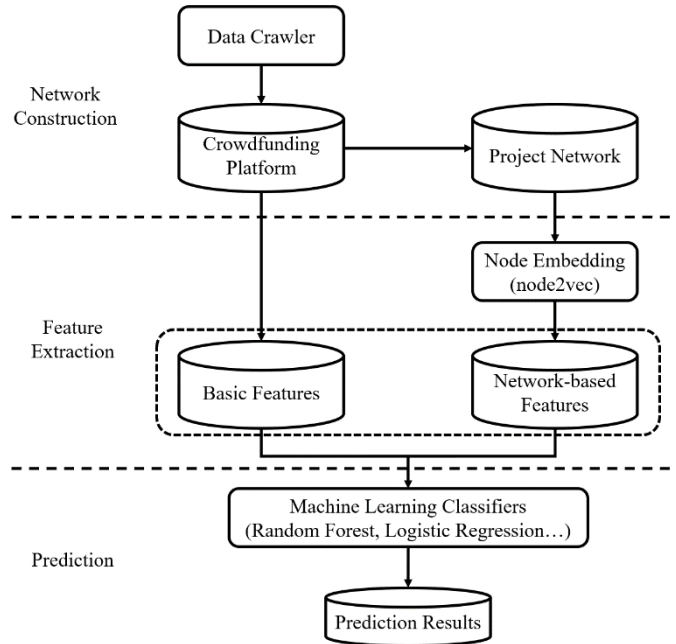 Data Crawler
Network
Construction
Crowdfunding
Platform
Project Network
Node Embedding
(node2vec)
Feature
Extraction
Basic Features
Network-based
Features
Machine Learning Classifiers
(Random Forest, Logistic Regression…)
Prediction
Prediction Results